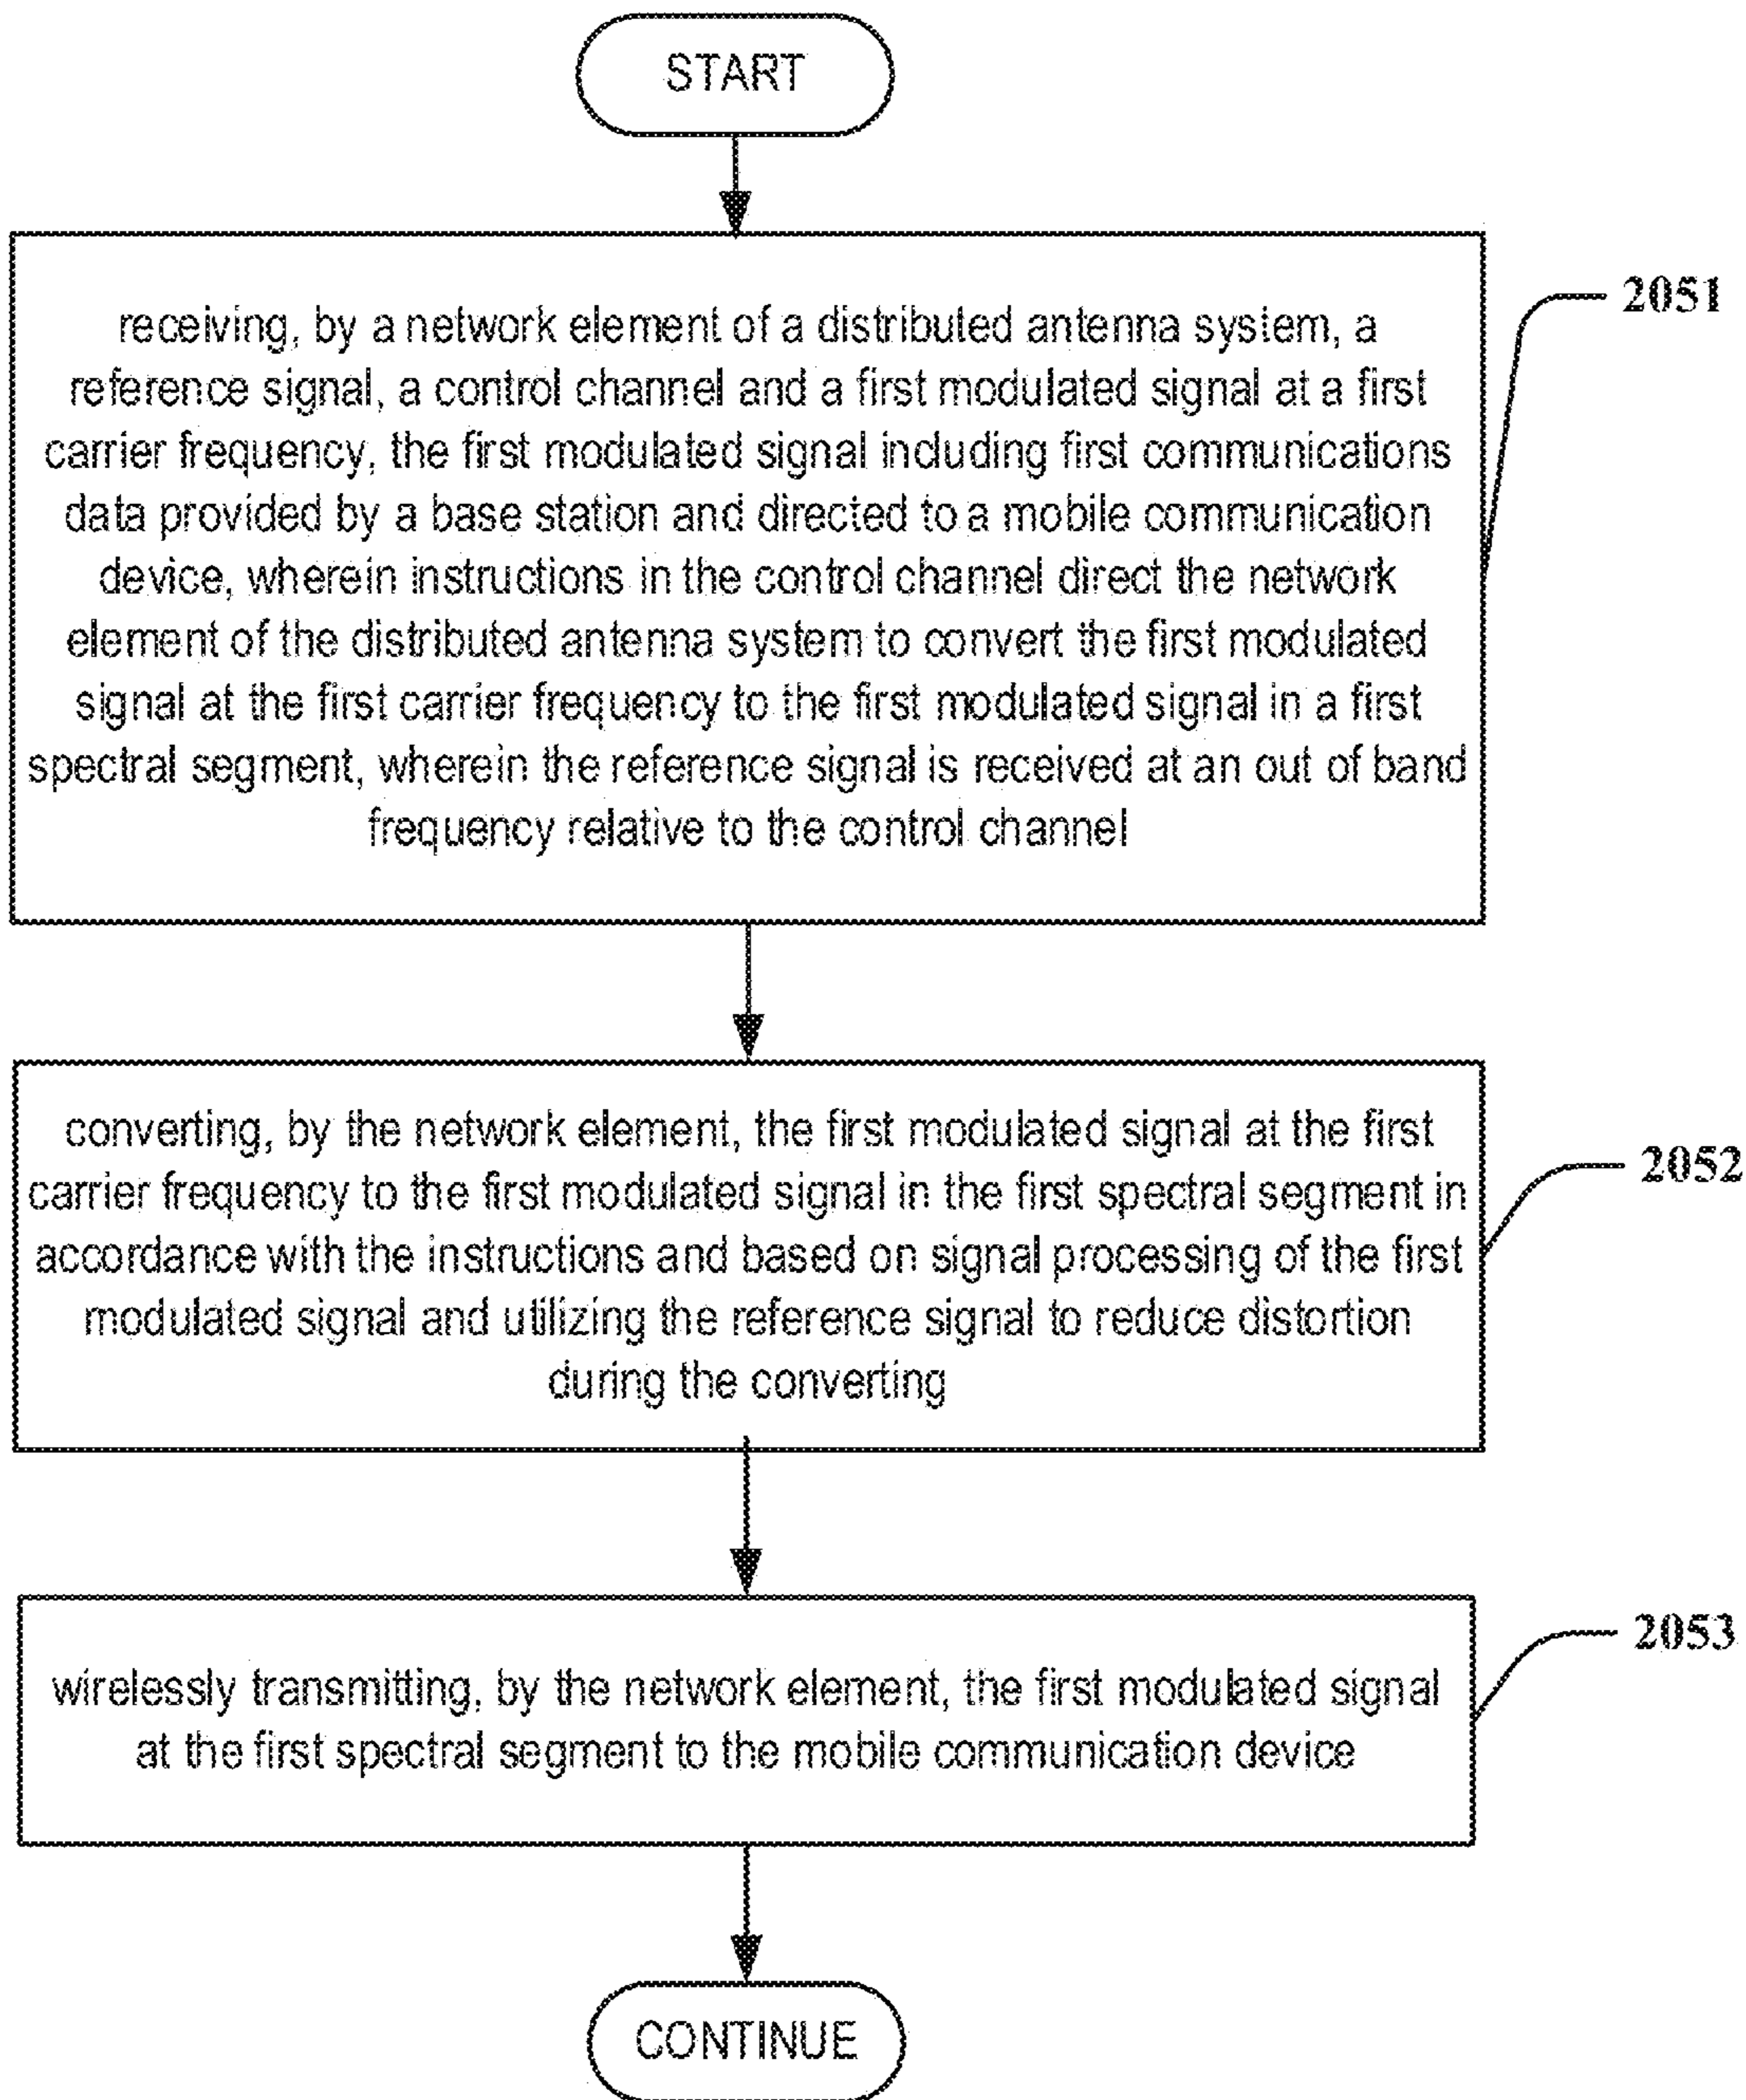 START
receiving, by a network element of a distributed antenna system, a
reference signal, a control channel and a first modulated signal at a first
carrier frequency, the first modulated signal including first communications
data provided by a base station and directed to a mobile communication
device, wherein instructions in the control channel direct the network
element of the distributed antenna system to convert the first modulated
signal at the first carrier frequency to the first modulated signal in a first
spectral segment, wherein the reference signal is received at an out of band
frequency relative to the control channel
2051
converting, by the network element, the first modulated signal at the first
carrier frequency to the first modulated signal in the first spectral segment in
accordance with the instructions and based on signal processing of the first
modulated signal and utilizing the reference signal to reduce distortion
during the converting
2052
wirelessly transmitting, by the network element, the first modulated signal
at the first spectral segment to the mobile communication device
2053
CONTINUE